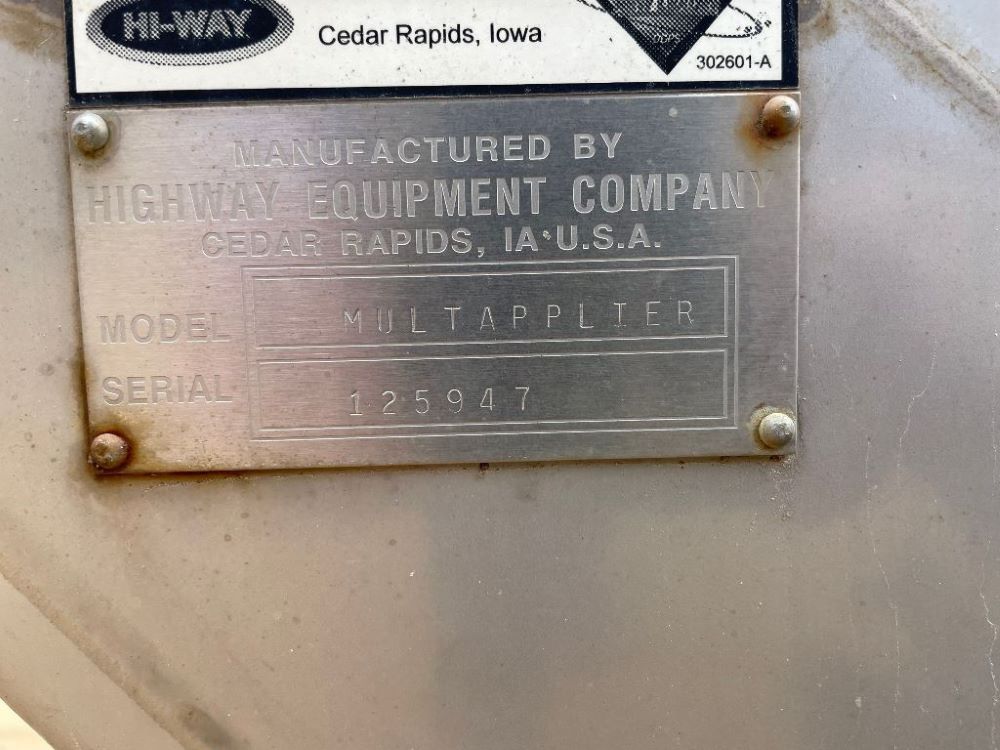 HI-WAY
Cedar Rapids, Iowa
302601-A
MANUFACTURED BY
HIGHWAY EQUIPMENT COMPANY
CEDAR RAPIDS, IA U.S.A.
MODEL MULTAPPLIER
SERIAL 125947